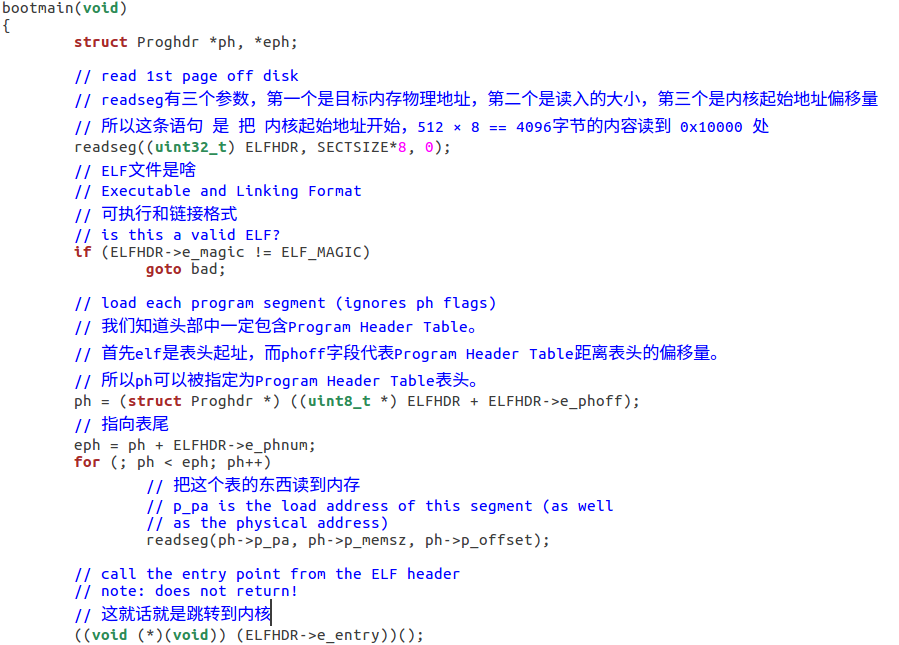 bootmain(void)
{
struct Proghdr *ph, *eph;
// read 1st page off disk
// readseg有三个参数，第一个是目标内存物理地址，第二个是读入的大小，第三个是内核起始地址偏移量
// 所以这条语句 是 把 内核起始地址开始，512 × 8 == 4096字节的内容读到 0x10000 处
readseg((uint32_t) ELFHDR, SECTSIZE*8, 0);
// ELF文件是啥
// Executable and Linking Format
// 可执行和链接格式
// is this a valid ELF?
if (ELFHDR->e_magic != ELF_MAGIC)
goto bad;
// load each program segment (ignores ph flags)
// 我们知道头部中一定包含Program Header Table。
// 首先elf是表头起址，而phoff字段代表Program Header Table距离表头的偏移量。
// 所以ph可以被指定为Program Header Table表头。
ph = (struct Proghdr *) ((uint8_t *) ELFHDR + ELFHDR->e_phoff);
// 指向表尾
eph = ph + ELFHDR->e_phnum;
for (; ph < eph; ph++)
// 把这个表的东西读到内存
// p_pa is the load address of this segment (as well
// as the physical address)
readseg(ph->p_pa, ph->p_memsz, ph->p_offset);
// call the entry point from the ELF header
// note: does not return!
// 这就话就是跳转到内核
((void (*)(void)) (ELFHDR->e_entry))();